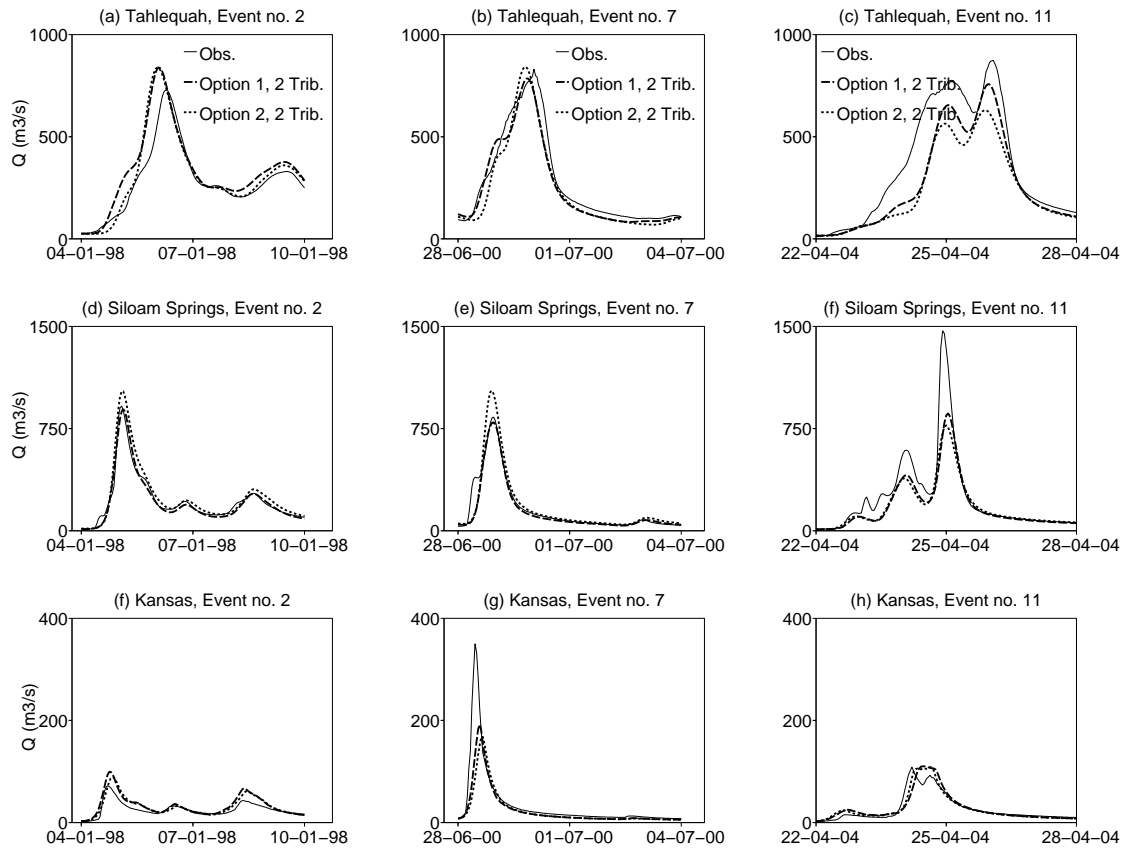 (a) Tahlequah, Event no. 2
(b) Tahlequah, Event no. 7
(c) Tahlequah, Event no. 11
1000
500
0
Q (m3/s)
Obs.
Option 1, 2 Trib.
Option 2, 2 Trib.
04–01–98
07–01–98
10–01–98
1000
500
0
Obs.
Option 1, 2 Trib.
Option 2, 2 Trib.
28–06–00
01–07–00
04–07–00
1000
500
0
Obs.
Option 1, 2 Trib.
Option 2, 2 Trib.
22–04–04
25–04–04
28–04–04
(d) Siloam Springs, Event no. 2
(e) Siloam Springs, Event no. 7
(f) Siloam Springs, Event no. 11
1500
750
0
Q (m3/s)
04–01–98
07–01–98
10–01–98
1500
750
0
28–06–00
01–07–00
04–07–00
1500
750
0
22–04–04
25–04–04
28–04–04
(f) Kansas, Event no. 2
(g) Kansas, Event no. 7
(h) Kansas, Event no. 11
400
200
0
Q (m3/s)
04–01–98
07–01–98
10–01–98
400
200
0
28–06–00
01–07–00
04–07–00
400
200
0
22–04–04
25–04–04
28–04–04